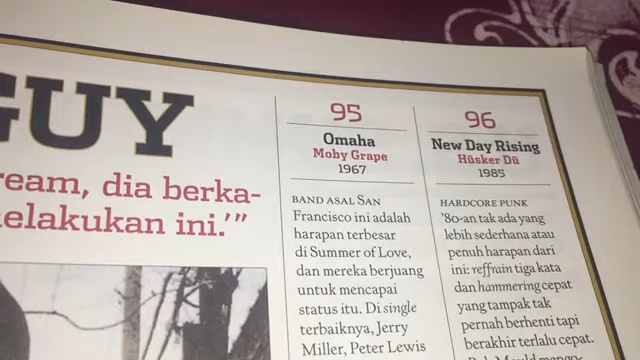 GUY
ream, dia berka-
elakukan ini.'”
95
Omaha
Moby Grape
1967
BAND ASAL SAN
Francisco ini adalah
harapan terbesar
di Summer of Love,
dan mereka berjuang
untuk mencapai
status itu. Di single
terbaiknya, Jerry
Miller, Peter Lewis
96
New Day Rising
Hüsker Dü
1985
HARDCORE PUNK
’80-an tak ada yang
lebih sederhana atau
penuh harapan dari
ini: reffrain tiga kata
dan hammering cepat
yang tampak tak
pernah berhenti tapi
berakhir terlalu cepat.